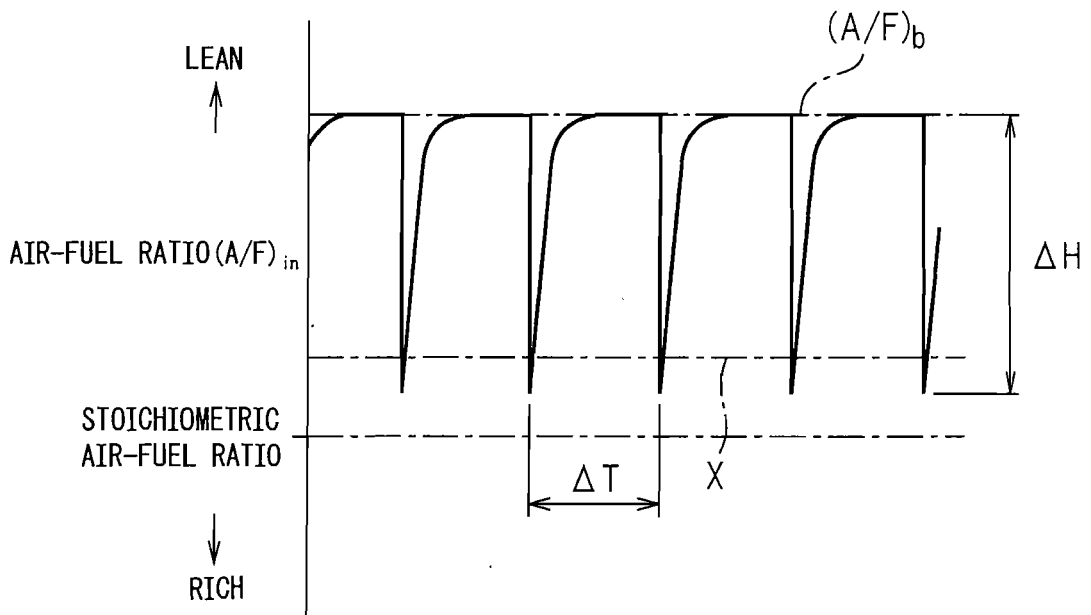 (A/F)b
LEAN
AIR-FUEL RATIO(A/F)in
ΔH
STOICHIOMETRIC
AIR-FUEL RATIO
X
ΔT
RICH